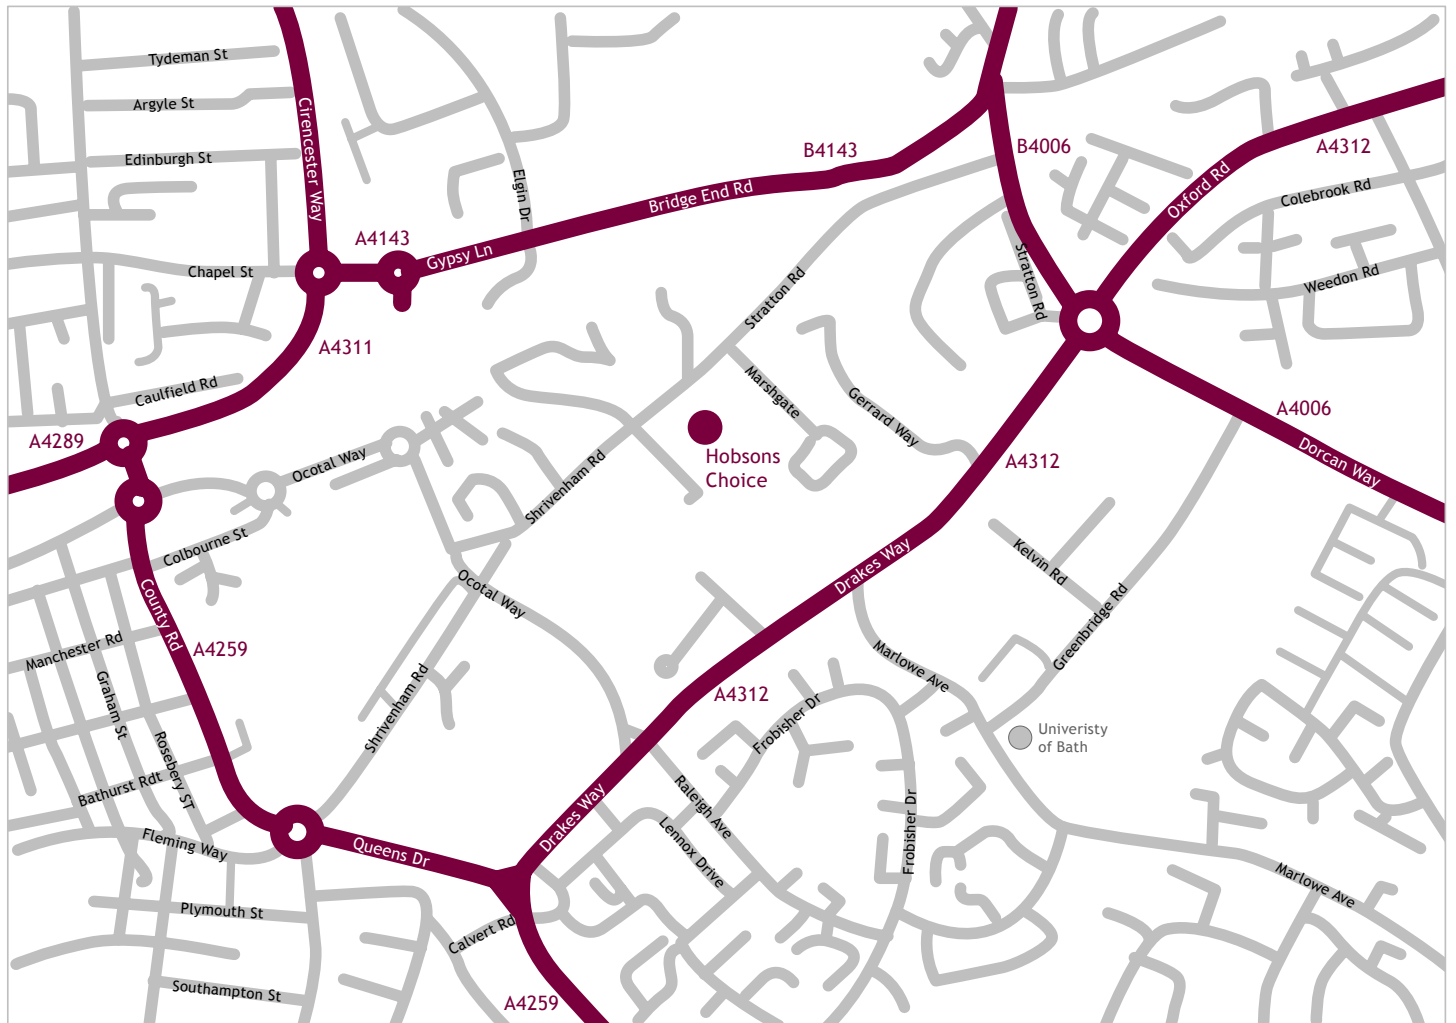 Tydeman St
Argyle St
Edinburgh St
Cirencester Way
Elgin Dr
A4143
Gypsy Ln
Bridge End Rd
B4143
B4006
Oxford Rd
A4312
Colebrook Rd
Weedon Rd
Chapel St
Stratton Rd
Stratton Rd
A4311
Caulfield Rd
Marshgate
Gerrard Way
A4006
Dorcan Way
A4289
Ocotal Way
Hobsons
Choice
A4312
Shrivenham Rd
Colbourne St
County Rd
Ocotal Way
Drakes Way
Kelvin Rd
Greenbridge Rd
Manchester Rd
A4259
Graham St
Marlowe Ave
Shrivenham Rd
A4312
Frobisher Dr
Univeristy
of Bath
Rosebery ST
Bathurst Rdt
Fleming Way
Queens Dr
Drakes Way
Raleigh Ave
Lennox Drive
Frobisher Dr
Marlowe Ave
Plymouth St
Calvert Rd
Southampton St
A4259